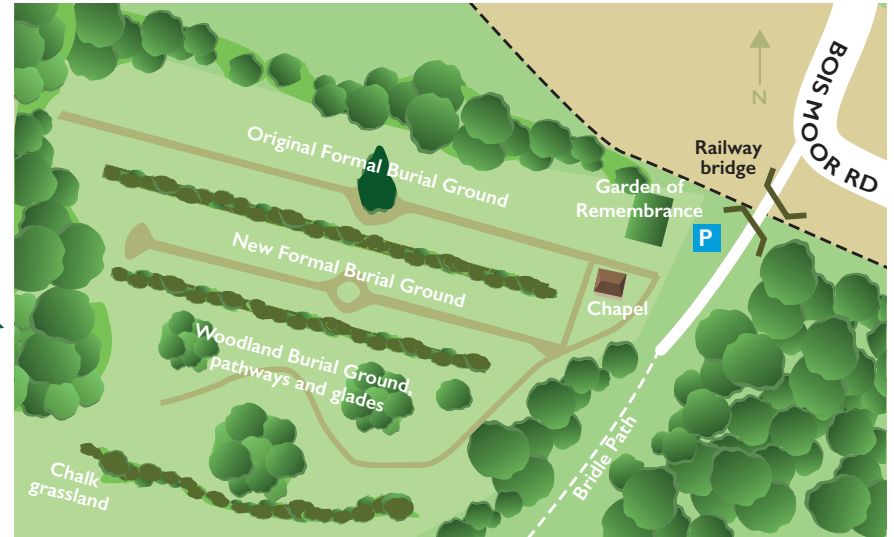 BOIS MOOR RD
N
Railway
bridge
Original Formal Burial Ground
Garden of
Remembrance
P
New Formal Burial Ground
Chapel
Woodland Burial Ground,
pathways and glades
Bridle Path
Chalk
grassland